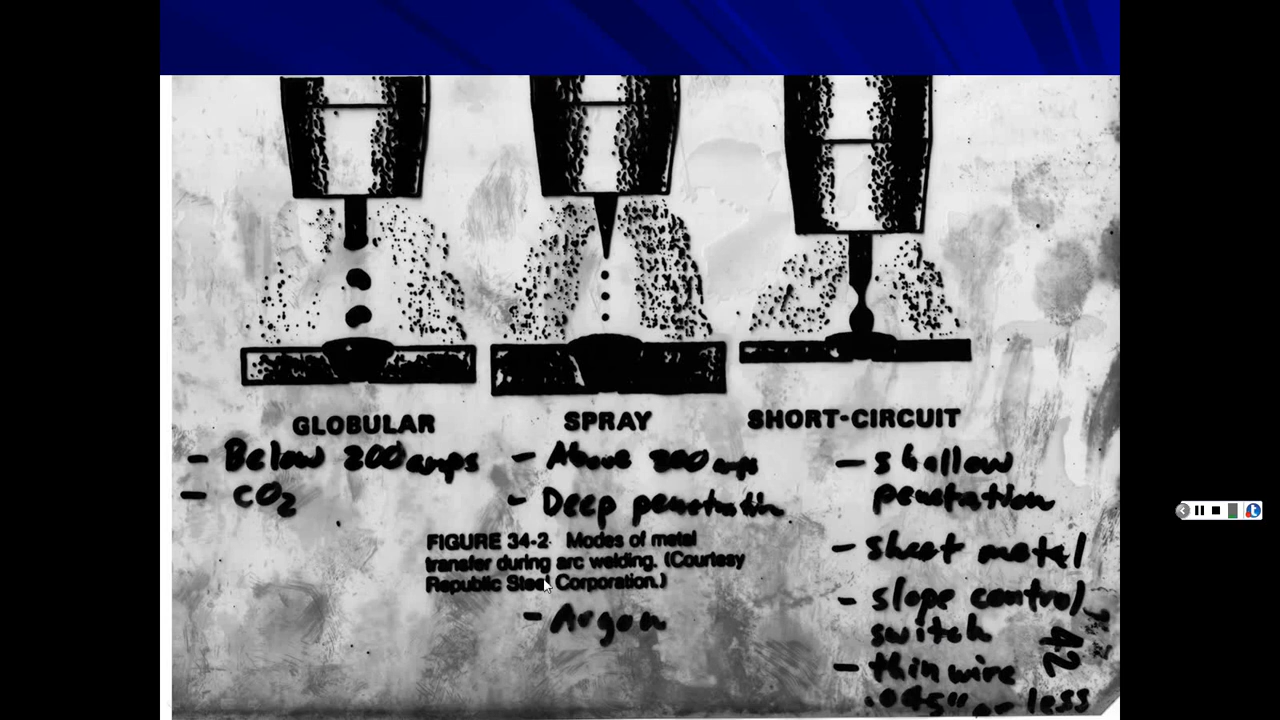 GLOBULAR
- Below 200 amps
- CO2
SPRAY
- Above 200 amps
- Deep penetration
FIGURE 34-2 Modes of metal
transfer during arc welding. (Courtesy
Republic Steel Corporation.)
- Argon
SHORT-CIRCUIT
- shallow
penetration
- sheet metal
- slope control
switch
- thin wire
.045" or less
42